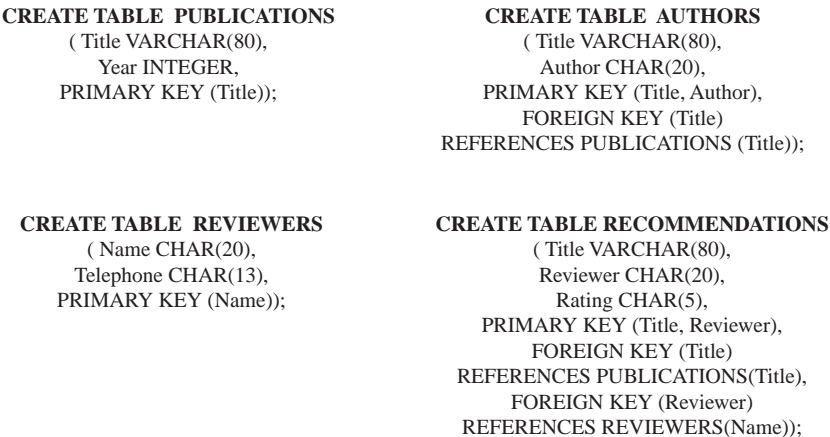 CREATE TABLE PUBLICATIONS
( Title VARCHAR(80),
Year INTEGER,
PRIMARY KEY (Title));
CREATE TABLE AUTHORS
( Title VARCHAR(80),
Author CHAR(20),
PRIMARY KEY (Title, Author),
FOREIGN KEY (Title)
REFERENCES PUBLICATIONS (Title));
CREATE TABLE REVIEWERS
( Name CHAR(20),
Telephone CHAR(13),
PRIMARY KEY (Name));
CREATE TABLE RECOMMENDATIONS
( Title VARCHAR(80),
Reviewer CHAR(20),
Rating CHAR(5),
PRIMARY KEY (Title, Reviewer),
FOREIGN KEY (Title)
REFERENCES PUBLICATIONS(Title),
FOREIGN KEY (Reviewer)
REFERENCES REVIEWERS(Name));